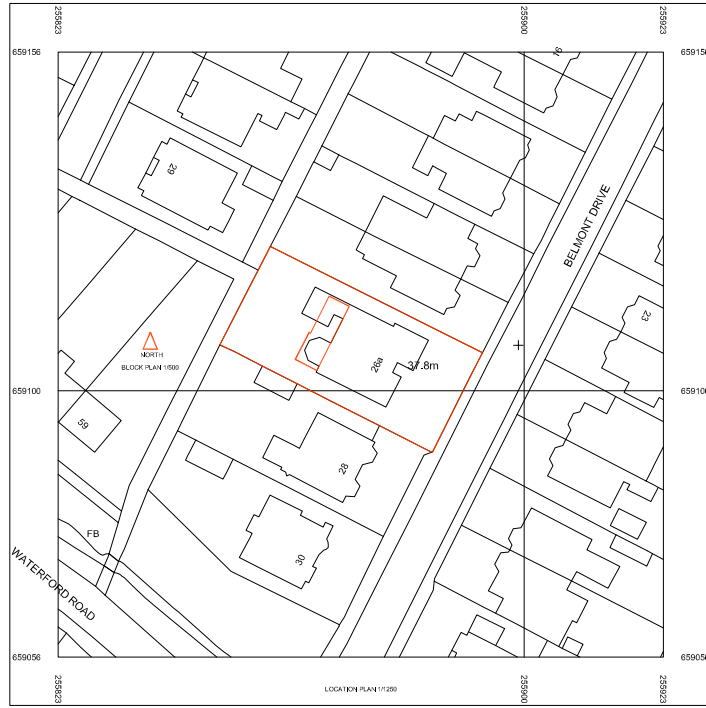 255823
255900
255923
659156
659156
16
29
BELMONT DRIVE
23
NORTH
BLOCK PLAN 1/500
26a
37.8m
659100
659100
59
28
FB
30
WATERFORD ROAD
659056
659056
255823
LOCATION PLAN 1/1250
255900
255923